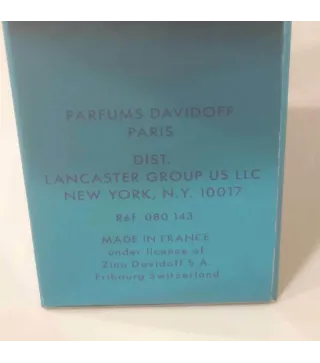 PARFUMS DAVIDOFF
PARIS
DIST.
LANCASTER GROUP US LLC
NEW YORK, N.Y. 10017
Réf 080 143
MADE IN FRANCE
under licence of
Zino Davidoff S A
Fribourg Switzerland